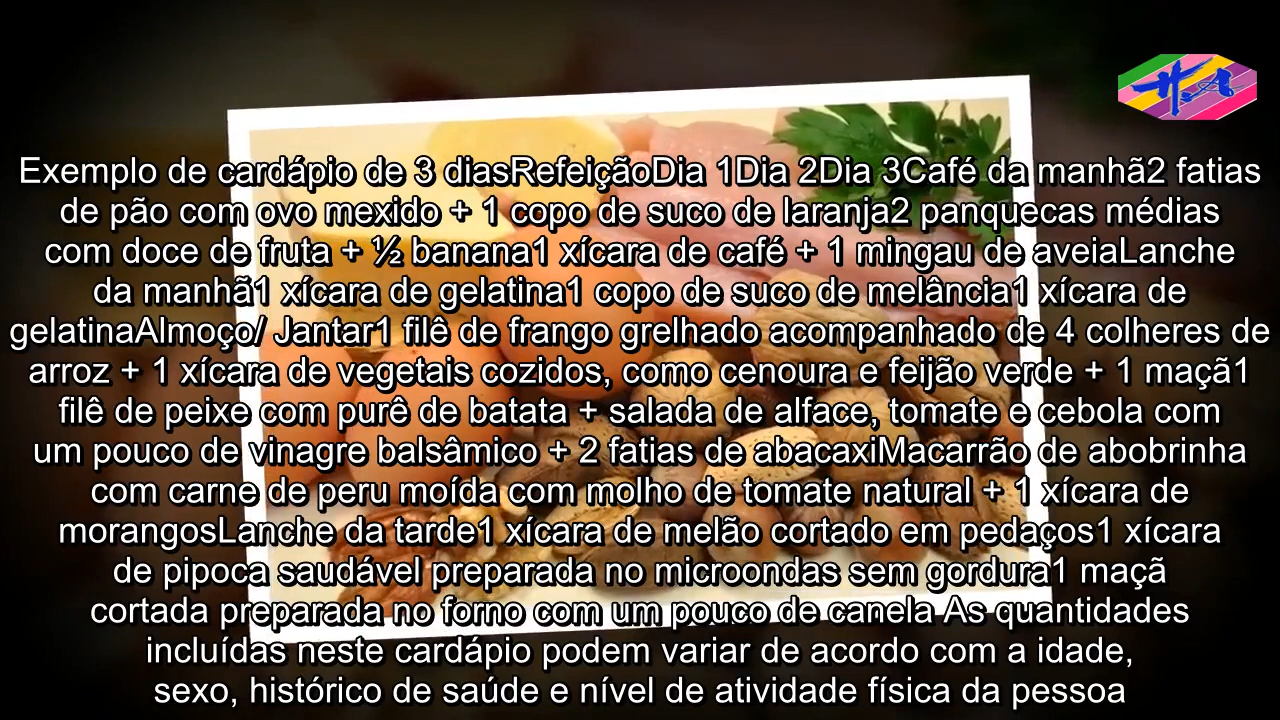 H.A
Exemplo de cardápio de 3 diasRefeiçãoDia 1Dia 2Dia 3Café da manhã2 fatias
de pão com ovo mexido + 1 copo de suco de laranja2 panquecas médias
com doce de fruta + ½ banana1 xícara de café + 1 mingau de aveiaLanche
da manhã1 xícara de gelatina1 copo de suco de melância1 xícara de
gelatinaAlmoço/ Jantar1 filê de frango grelhado acompanhado de 4 colheres de
arroz + 1 xícara de vegetais cozidos, como cenoura e feijão verde + 1 maçã1
filê de peixe com purê de batata + salada de alface, tomate e cebola com
um pouco de vinagre balsâmico + 2 fatias de abacaxiMacarrão de abobrinha
com carne de peru moída com molho de tomate natural + 1 xícara de
morangosLanche da tarde1 xícara de melão cortado em pedaços1 xícara
de pipoca saudável preparada no microondas sem gordura1 maçã
cortada preparada no forno com um pouco de canela As quantidades
incluídas neste cardápio podem variar de acordo com a idade,
sexo, histórico de saúde e nível de atividade física da pessoa